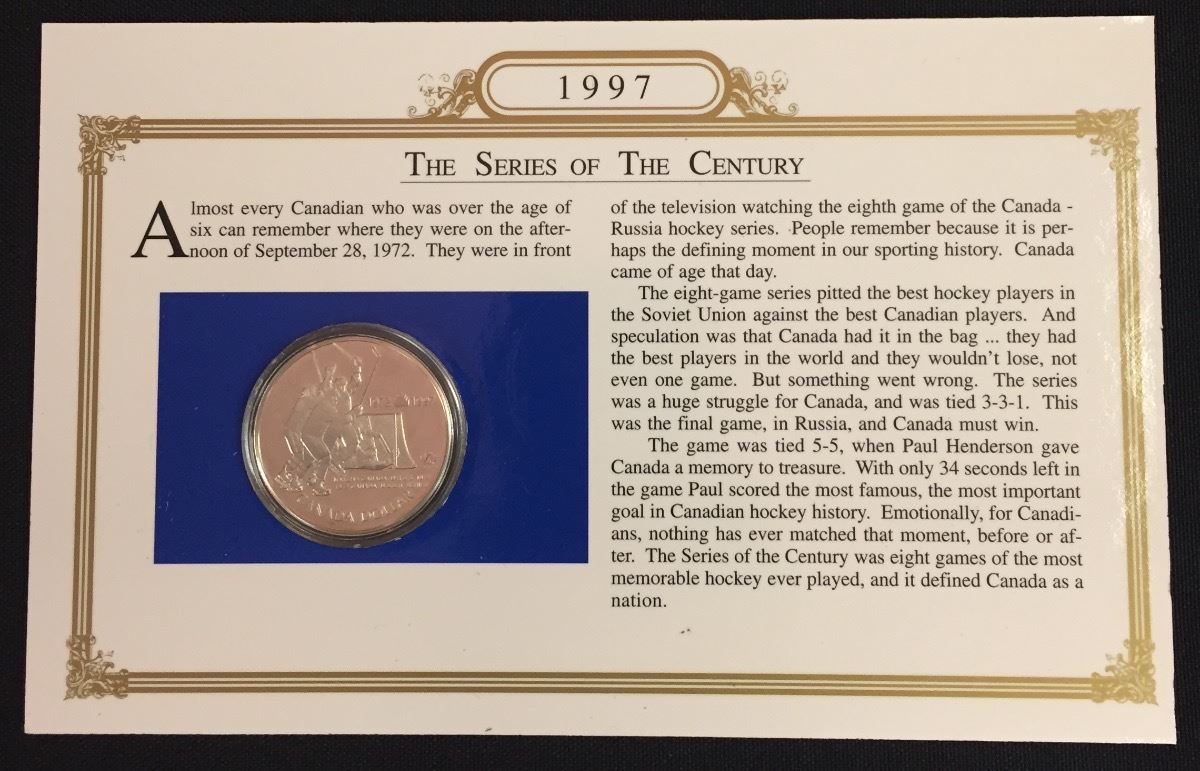 1997
THE SERIES OF THE CENTURY
Almost every Canadian who was over the age of
six can remember where they were on the after-
noon of September 28, 1972. They were in front
CANADA DOLLAR
of the television watching the eighth game of the Canada -
Russia hockey series. People remember because it is per-
haps the defining moment in our sporting history. Canada
came of age that day.
The eight-game series pitted the best hockey players in
the Soviet Union against the best Canadian players. And
speculation was that Canada had it in the bag ... they had
the best players in the world and they wouldn't lose, not
even one game. But something went wrong. The series
was a huge struggle for Canada, and was tied 3-3-1. This
was the final game, in Russia, and Canada must win.
The game was tied 5-5, when Paul Henderson gave
Canada a memory to treasure. With only 34 seconds left in
the game Paul scored the most famous, the most important
goal in Canadian hockey history. Emotionally, for Canadi-
ans, nothing has ever matched that moment, before or af-
ter. The Series of the Century was eight games of the most
memorable hockey ever played, and it defined Canada as a
nation.